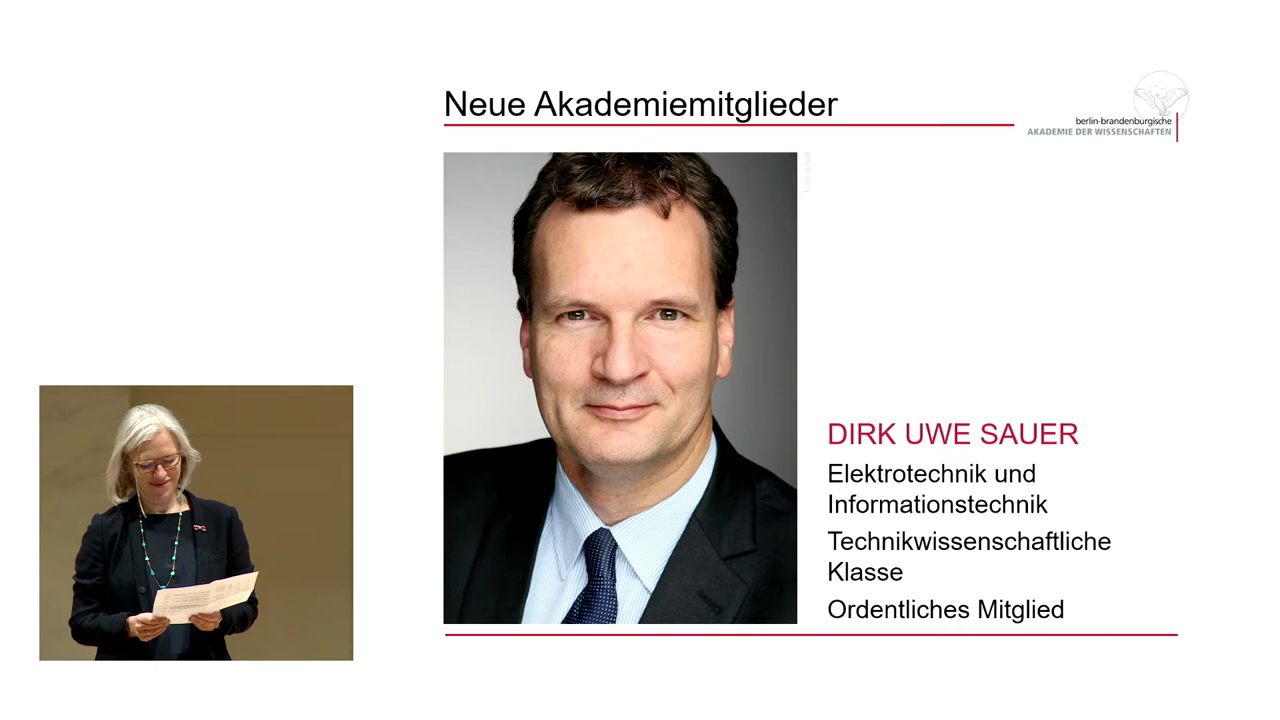 Neue Akademiemitglieder
berlin-brandenburgische
AKADEMIE DER WISSENSCHAFTEN
DIRK UWE SAUER
Elektrotechnik und
Informationstechnik
Technikwissenschaftliche
Klasse
Ordentliches Mitglied